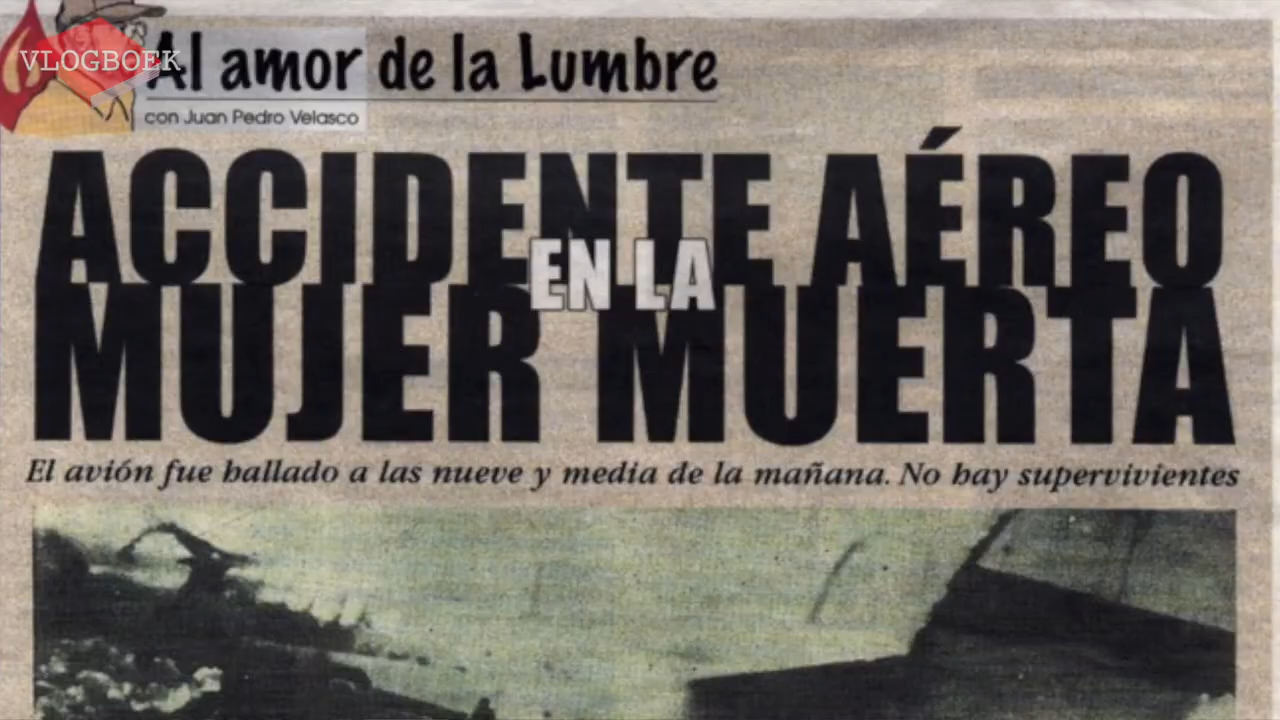 VLOGBOEK
Al amor de la Lumbre
con Juan Pedro Velasco
ACCIDENTE AÉREO
EN LA
MUJER MUERTA
El avión fue hallado a las nueve y media de la mañana. No hay supervivientes